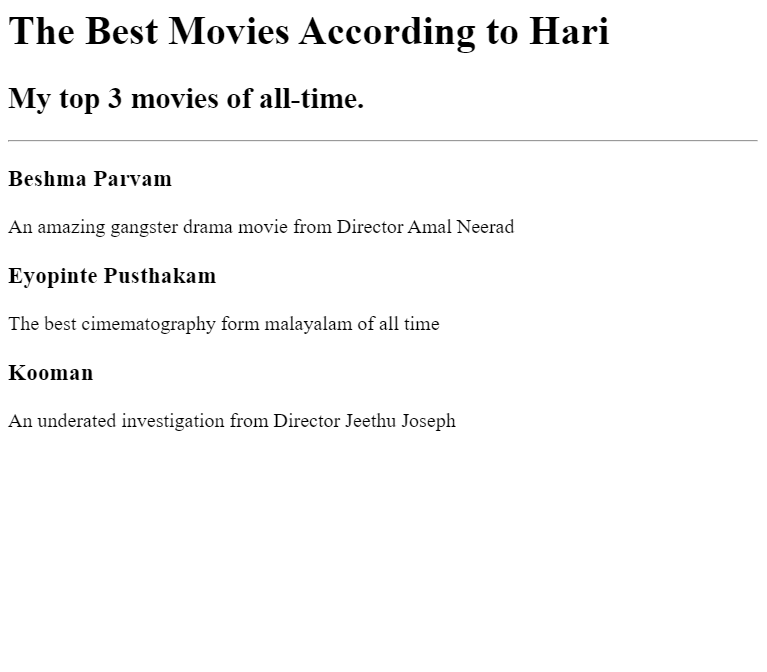 The Best Movies According to Hari
My top 3 movies of all-time.
Beshma Parvam
An amazing gangster drama movie from Director Amal Neerad
Eyopinte Pusthakam
The best cimematography form malayalam of all time
Kooman
An underated investigation from Director Jeethu Joseph